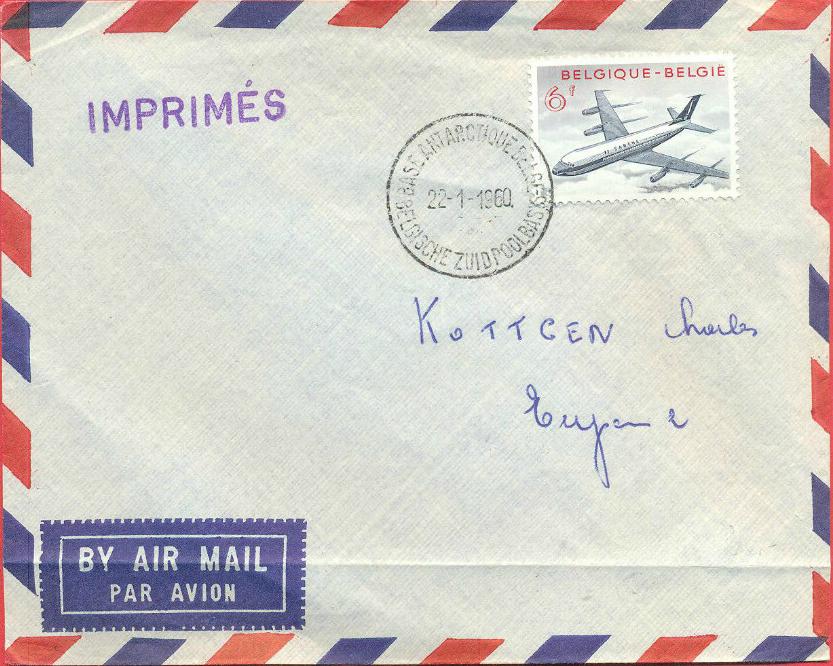 IMPRIMÉS
BELGIQUE-BELGIË
6F
SABENA
BASE ANTARCTIQUE BELGE
22-1-1960.
BELGISCHE ZUIDPOOLBASIS
KOTTGEN Charles
BY AIR MAIL
PAR AVION